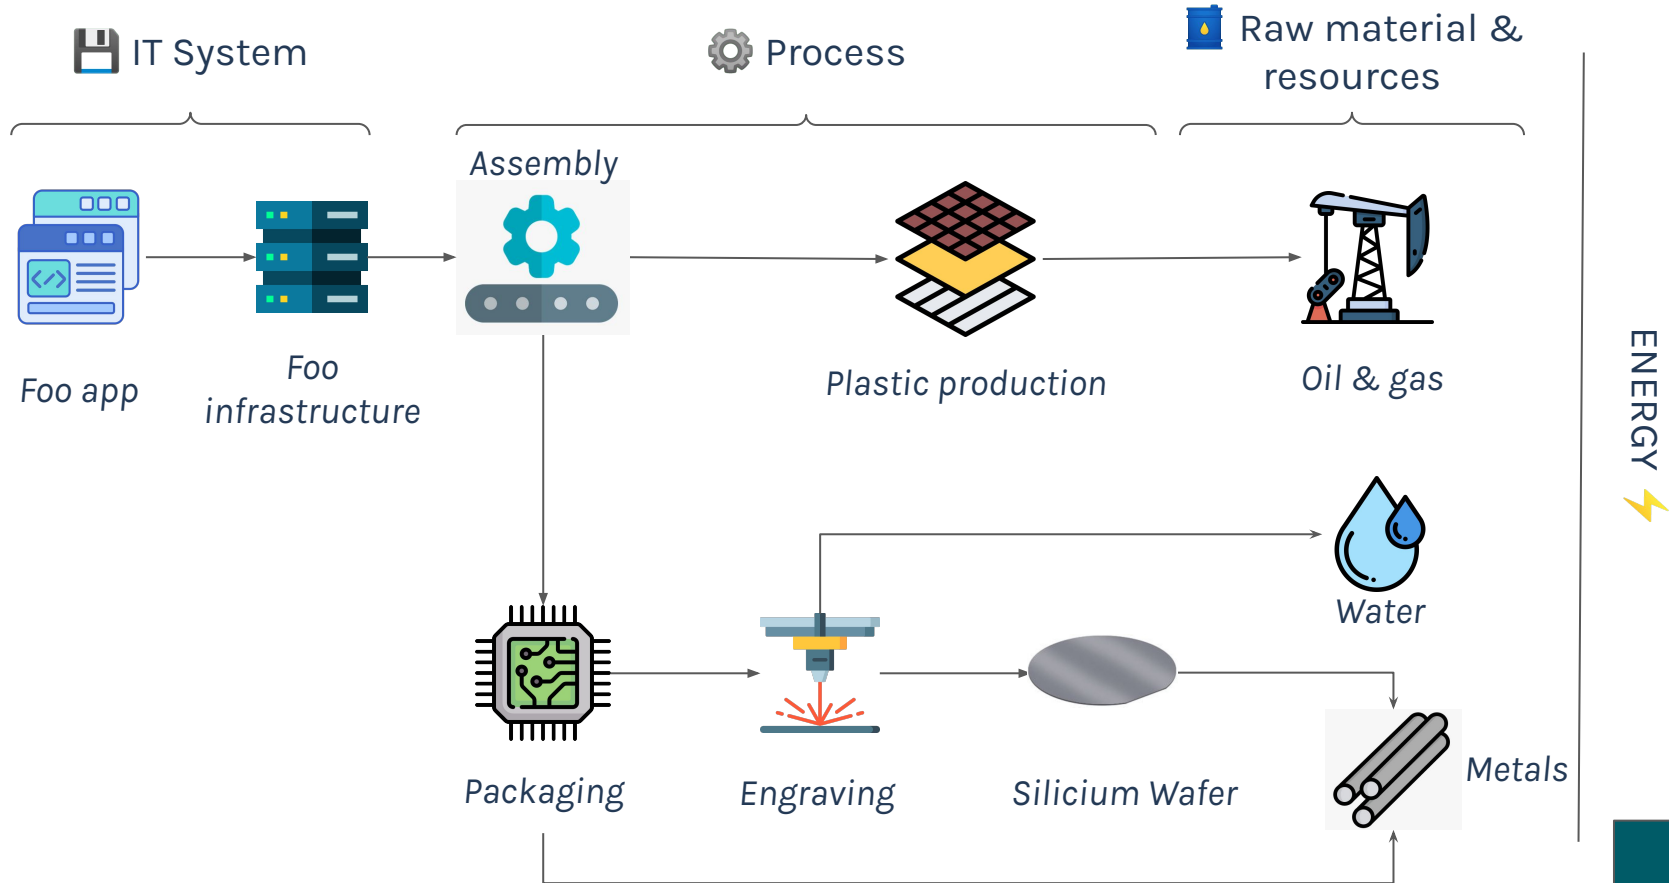 IT System
Process
Raw material &
resources
Assembly
Foo app
Foo
infrastructure
Plastic production
Oil & gas
ENERGY
Water
Packaging
Engraving
Silicium Wafer
Metals